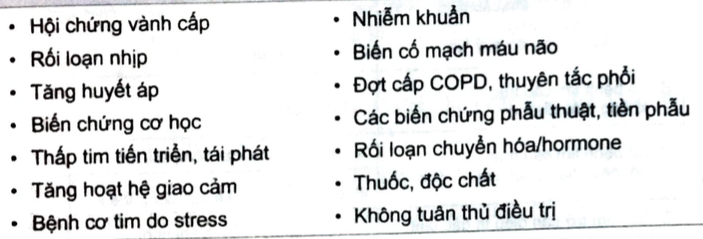 • Hội chứng vành cấp
• Rối loạn nhịp
• Tăng huyết áp
• Biến chứng cơ học
• Thấp tim tiến triển, tái phát
• Tăng hoạt hệ giao cảm
• Bệnh cơ tim do stress
• Nhiễm khuẩn
• Biến cố mạch máu não
• Đợt cấp COPD, thuyên tắc phổi
• Các biến chứng phẫu thuật, tiền phẫu
• Rối loạn chuyển hóa/hormone
• Thuốc, độc chất
• Không tuân thủ điều trị